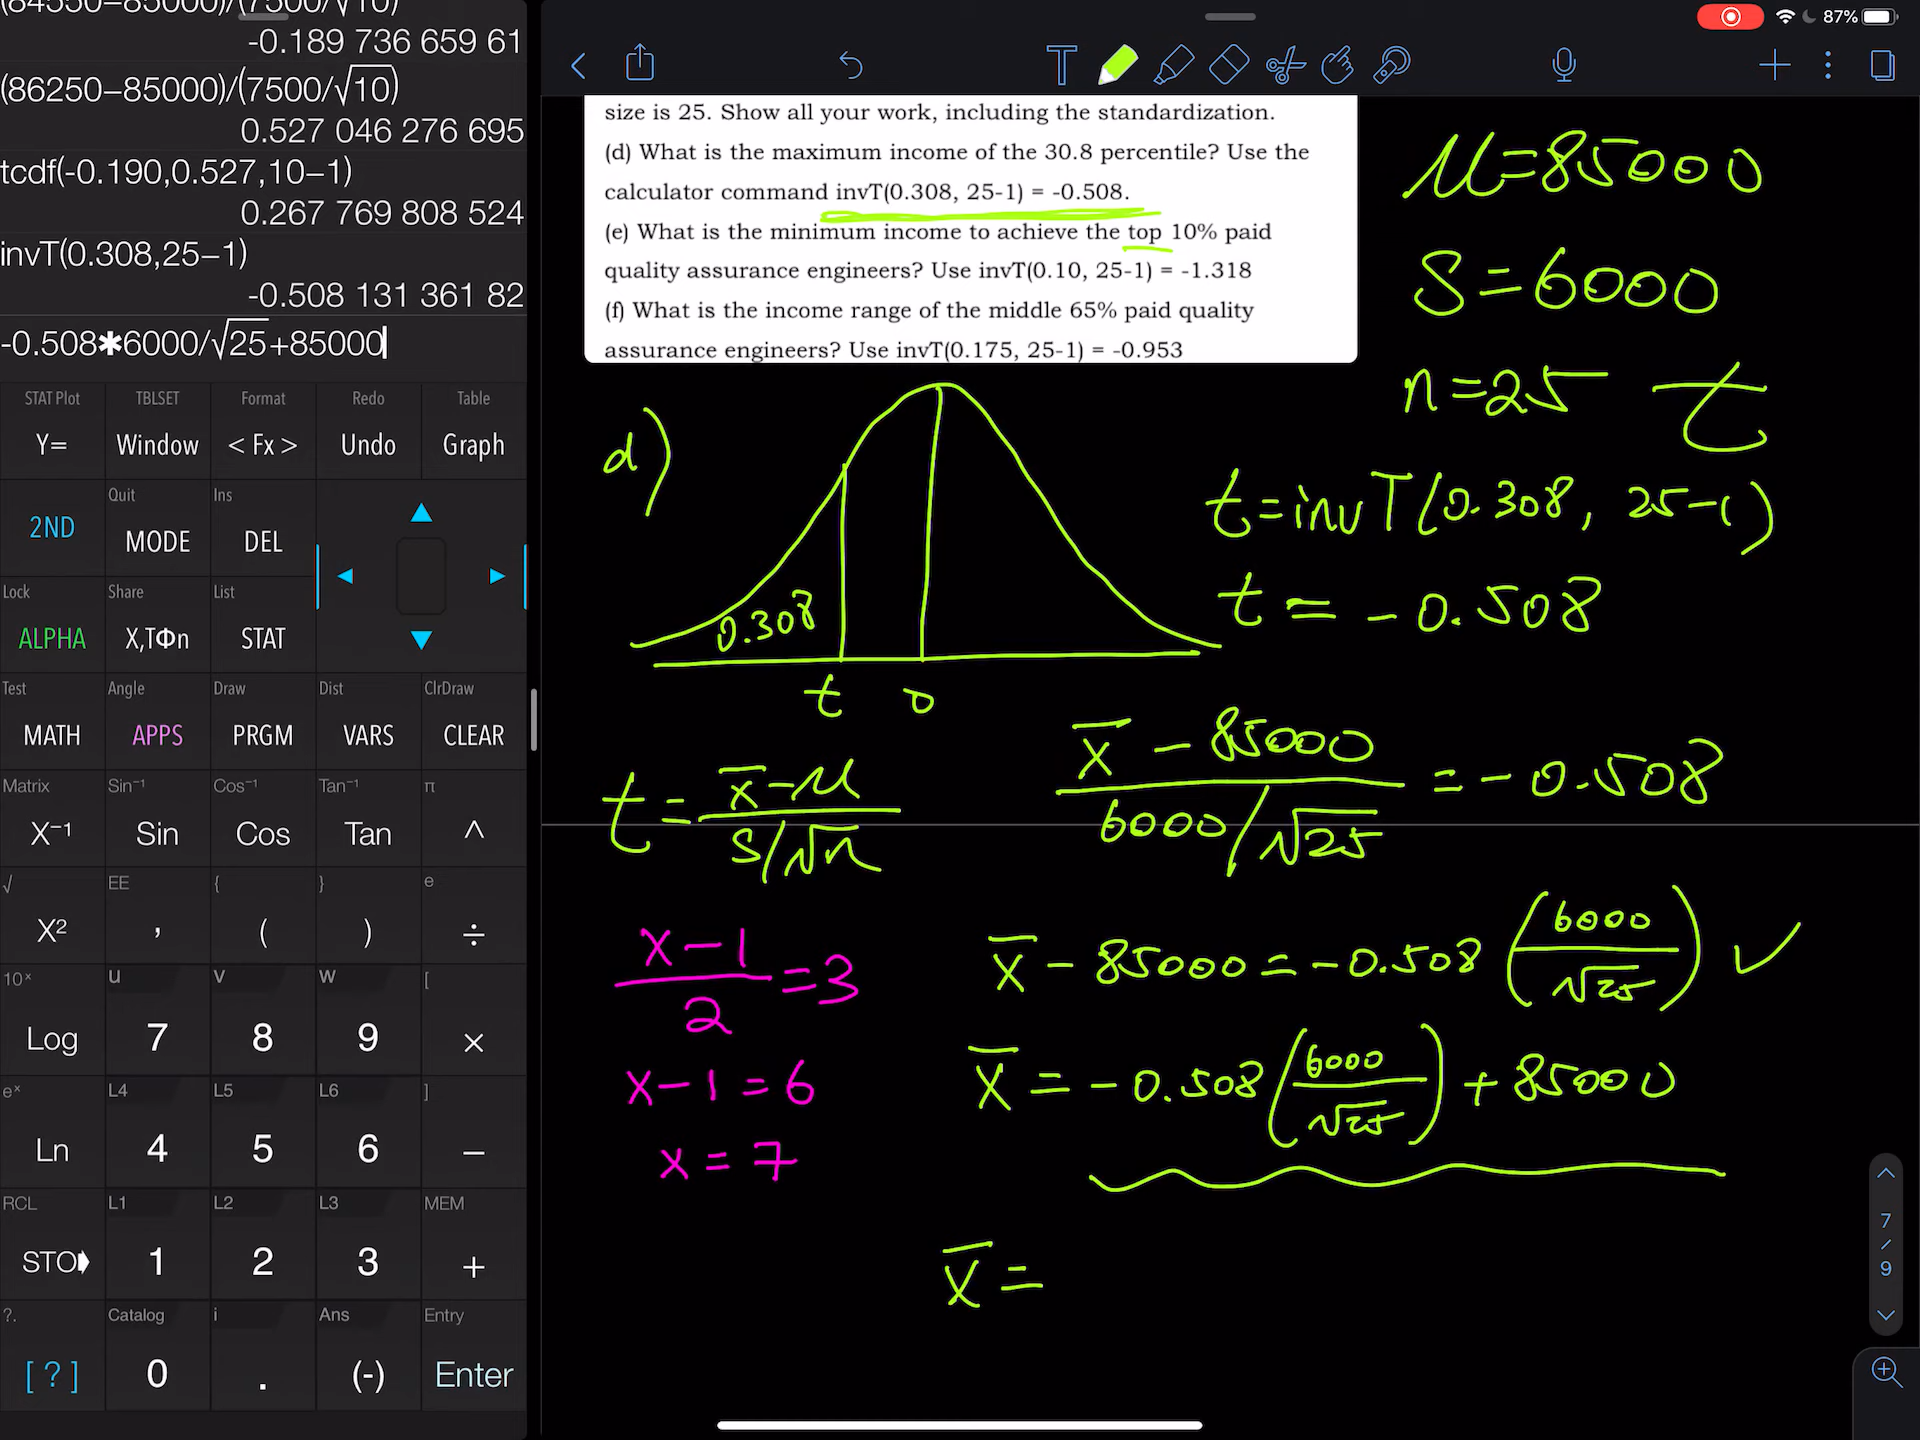 (84550−85000)/(7500/√10)
-0.189 736 659 61
(86250−85000)/(7500/√10)
0.527 046 276 695
tcdf(-0.190,0.527,10−1)
0.267 769 808 524
invT(0.308,25−1)
-0.508 131 361 82
-0.508✱6000/√25+85000
STAT Plot TBLSET Format Redo Table
Y= Window < Fx > Undo Graph
Quit Ins
2ND MODE DEL
Lock Share List
ALPHA X,TΦn STAT
Test Angle Draw Dist ClrDraw
MATH APPS PRGM VARS CLEAR
Matrix Sin⁻¹ Cos⁻¹ Tan⁻¹ π
X⁻¹ Sin Cos Tan ^
√ EE { } e
X² , ( ) ÷
10ˣ u v w [
Log 7 8 9 ×
eˣ L4 L5 L6 ]
Ln 4 5 6 −
RCL L1 L2 L3 MEM
STO 1 2 3 +
?. Catalog i Ans Entry
[ ? ] 0 . (-) Enter
87%
size is 25. Show all your work, including the standardization.
(d) What is the maximum income of the 30.8 percentile? Use the
calculator command invT(0.308, 25-1) = -0.508.
(e) What is the minimum income to achieve the top 10% paid
quality assurance engineers? Use invT(0.10, 25-1) = -1.318
(f) What is the income range of the middle 65% paid quality
assurance engineers? Use invT(0.175, 25-1) = -0.953
μ=85000
S=6000
n=25 t
d)
0.308
t 0
t=invT(0.308, 25-1)
t = -0.508
t = (x̄-μ)/(S/√n)
(x̄ - 85000)/(6000/√25) = -0.508
x̄ - 85000 = -0.508 (6000/√25) ✓
x̄ = -0.508 (6000/√25) + 85000
x̄ =
(x-1)/2 = 3
x-1 = 6
x = 7
7
/
9